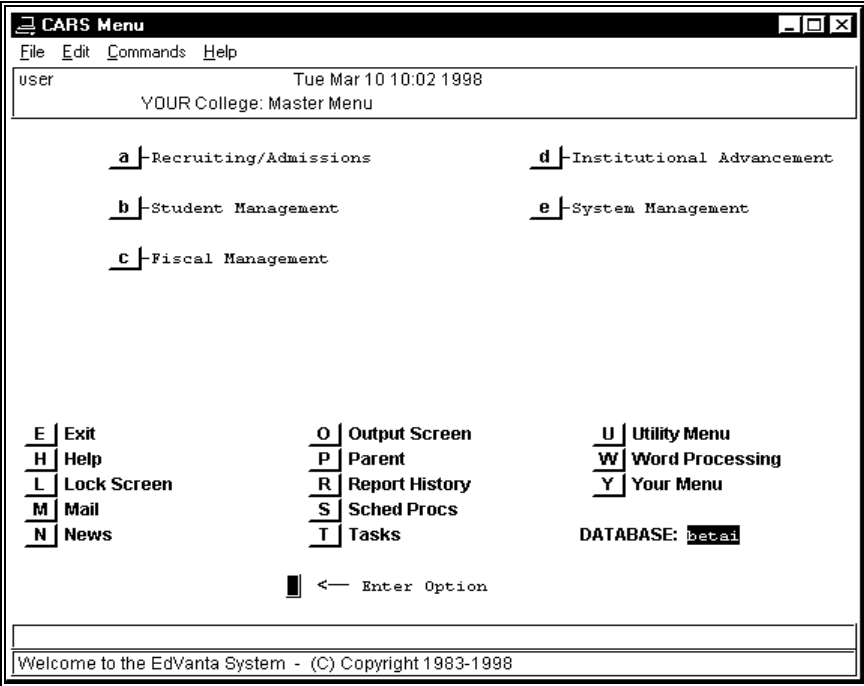 CARS Menu
File Edit Commands Help
user Tue Mar 10 10:02 1998
YOUR College: Master Menu
a Recruiting/Admissions d Institutional Advancement
b Student Management e System Management
c Fiscal Management
E Exit O Output Screen U Utility Menu
H Help P Parent W Word Processing
L Lock Screen R Report History Y Your Menu
M Mail S Sched Procs
N News T Tasks DATABASE: betai
<— Enter Option
Welcome to the EdVanta System - (C) Copyright 1983-1998